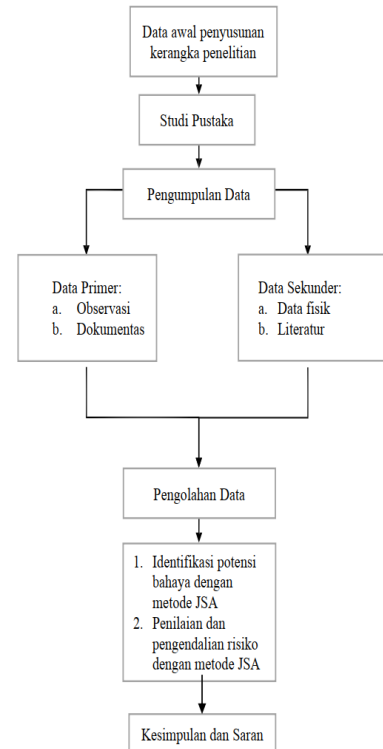 Data awal penyusunan
kerangka penelitian
Studi Pustaka
Pengumpulan Data
Data Primer:
a. Observasi
b. Dokumentas
Data Sekunder:
a. Data fisik
b. Literatur
Pengolahan Data
1. Identifikasi potensi
bahaya dengan
metode JSA
2. Penilaian dan
pengendalian risiko
dengan metode JSA
Kesimpulan dan Saran